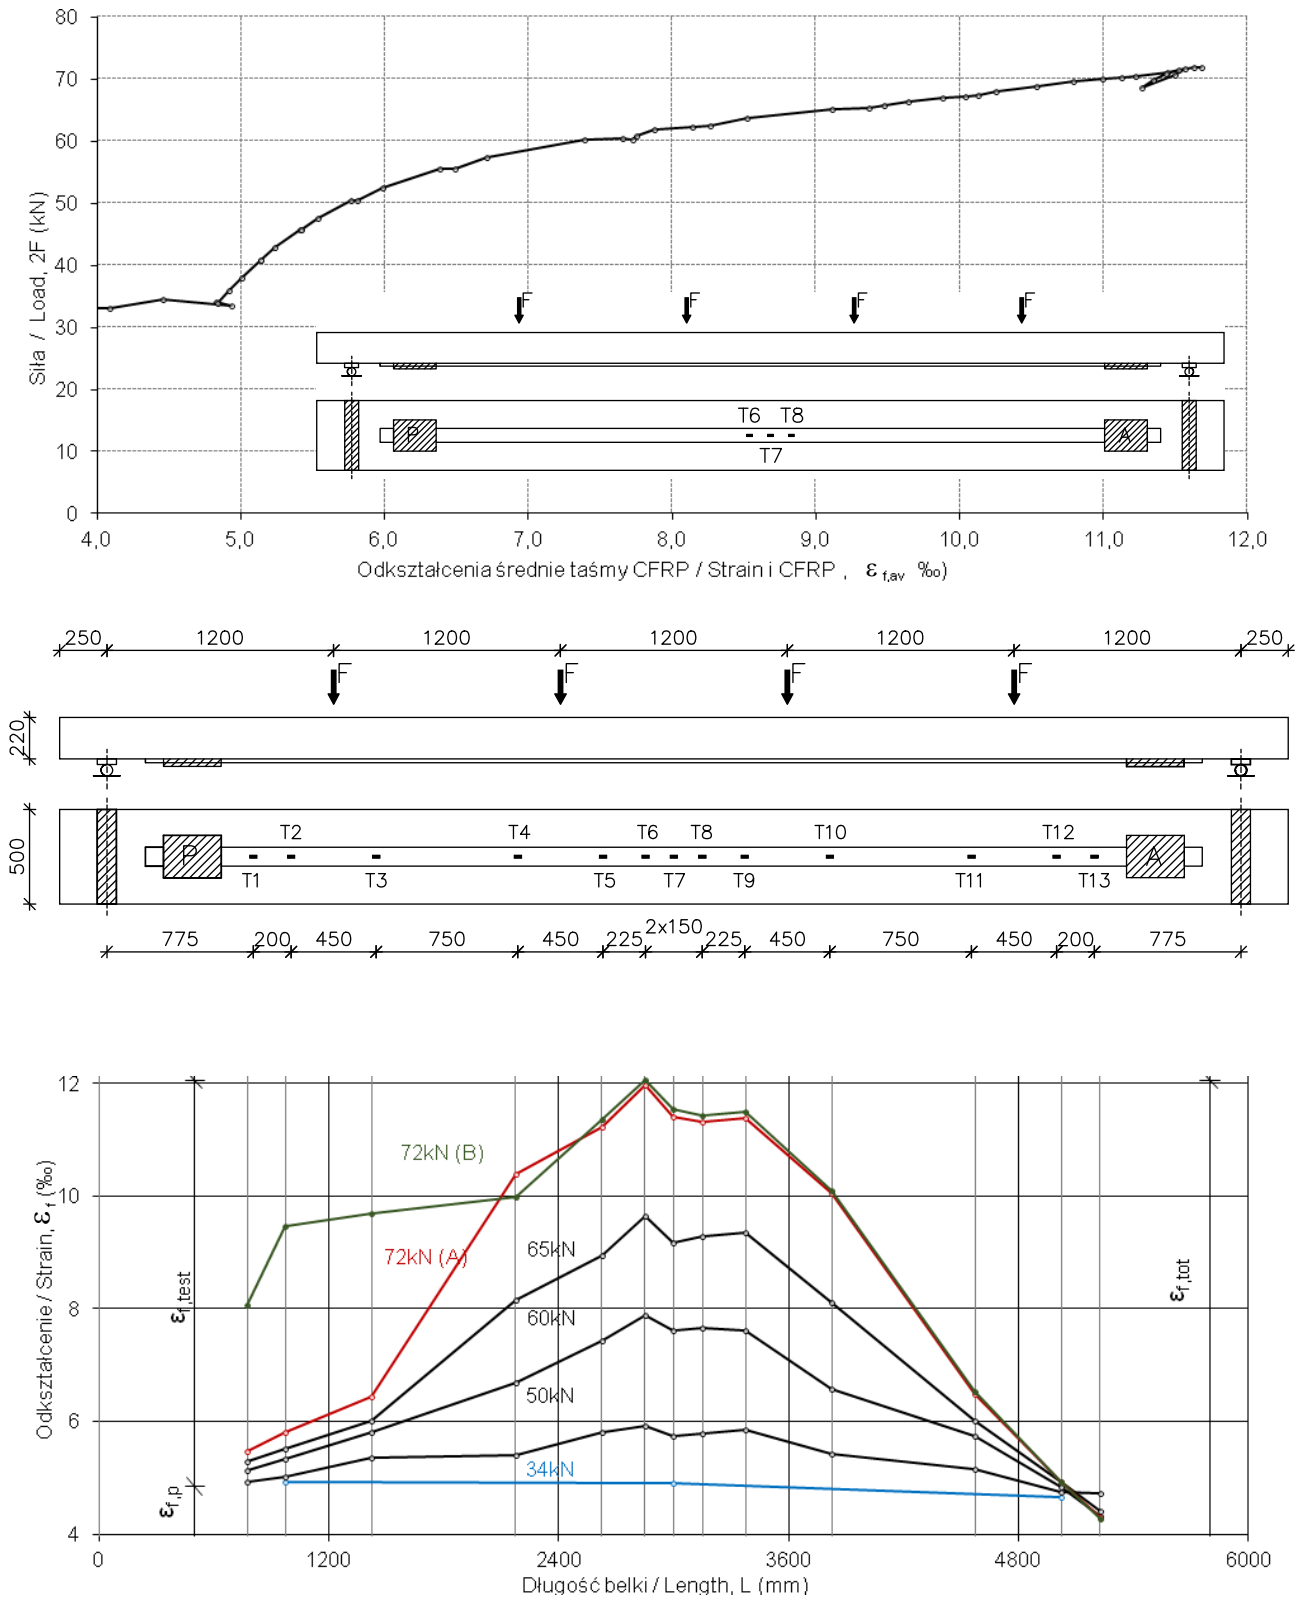 80
70
60
50
40
30
20
10
0
Siła / Load, 2F (kN)
F F F F
T6 T8
P A
T7
4,0 5,0 6,0 7,0 8,0 9,0 10,0 11,0 12,0
Odkształcenia średnie taśmy CFRP / Strain i CFRP , ε f,av ‰)
250 1200 1200 1200 1200 1200 250
F F F F
220
500
T2 T4 T6 T8 T10 T12
P A
T1 T3 T5 T7 T9 T11 T13
2x150
775 200 450 750 450 225 225 450 750 450 200 775
12
10
8
6
4
Odkształcenie / Strain, ε f (‰)
72kN (B)
72kN (A)
65kN
60kN
50kN
34kN
ε f,test
ε f,p
ε f,tot
0 1200 2400 3600 4800 6000
Długość belki / Length, L (mm)